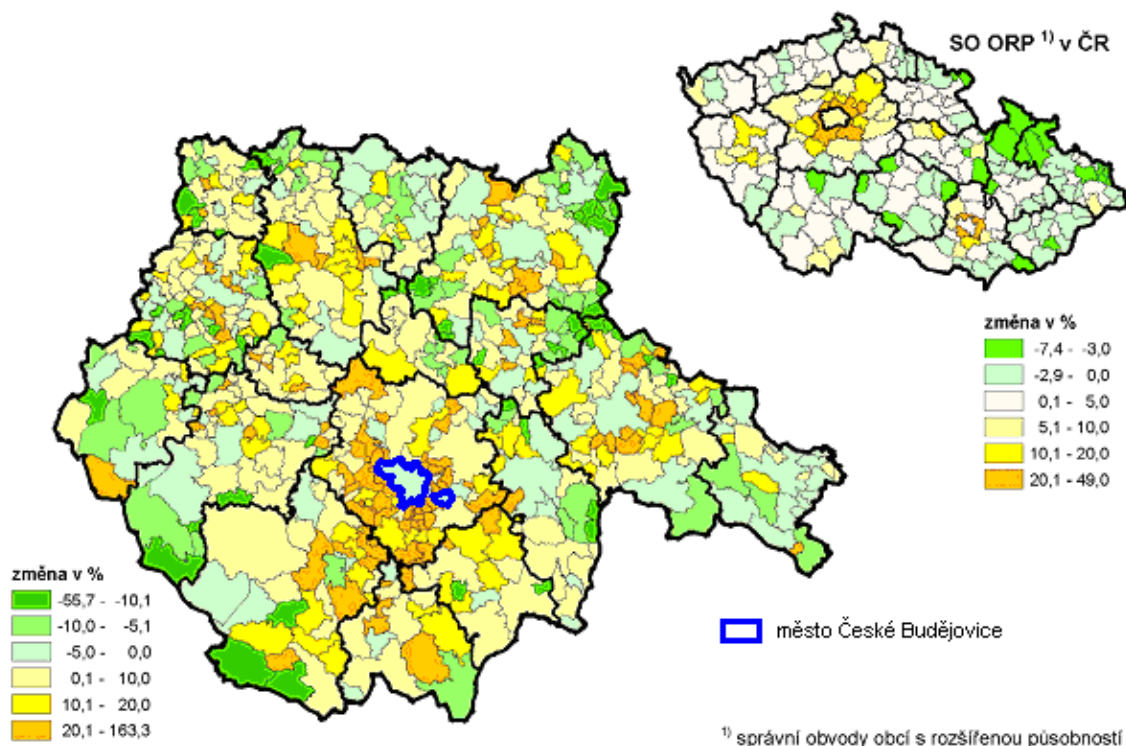 SO ORP 1) v ČR
změna v %
-7,4 - -3,0
-2,9 - 0,0
0,1 - 5,0
5,1 - 10,0
10,1 - 20,0
20,1 - 49,0
změna v %
-55,7 - -10,1
-10,0 - -5,1
-5,0 - 0,0
0,1 - 10,0
10,1 - 20,0
20,1 - 163,3
město České Budějovice
1) správní obvody obcí s rozšířenou působností